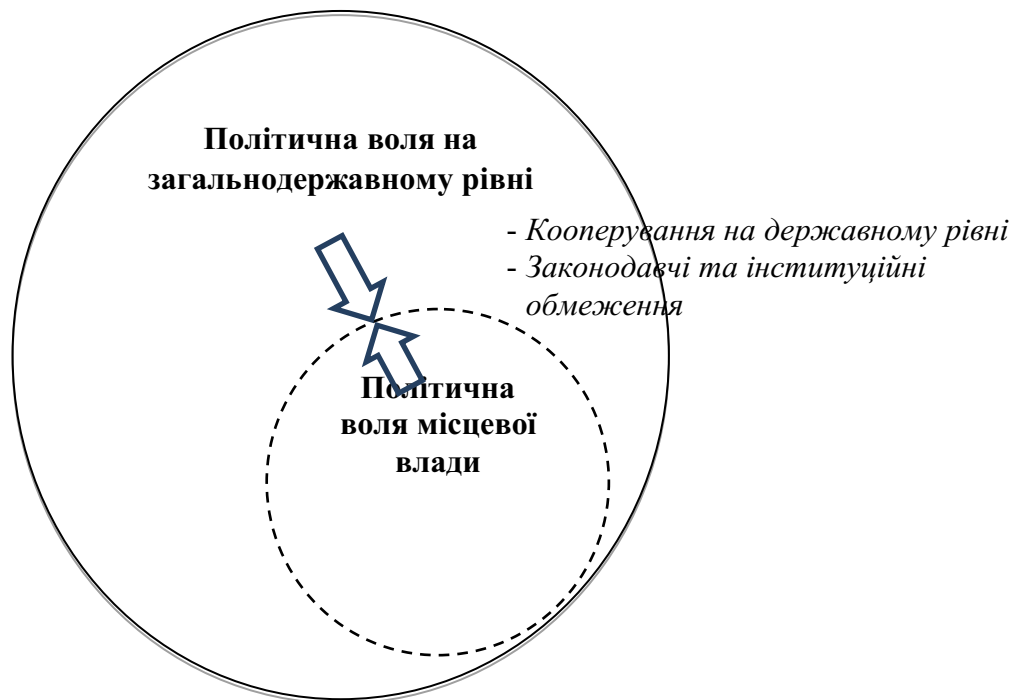 Політична воля на
загальнодержавному рівні
- Кооперування на державному рівні
- Законодавчі та інституційні
обмеження
Політична
воля місцевої
влади